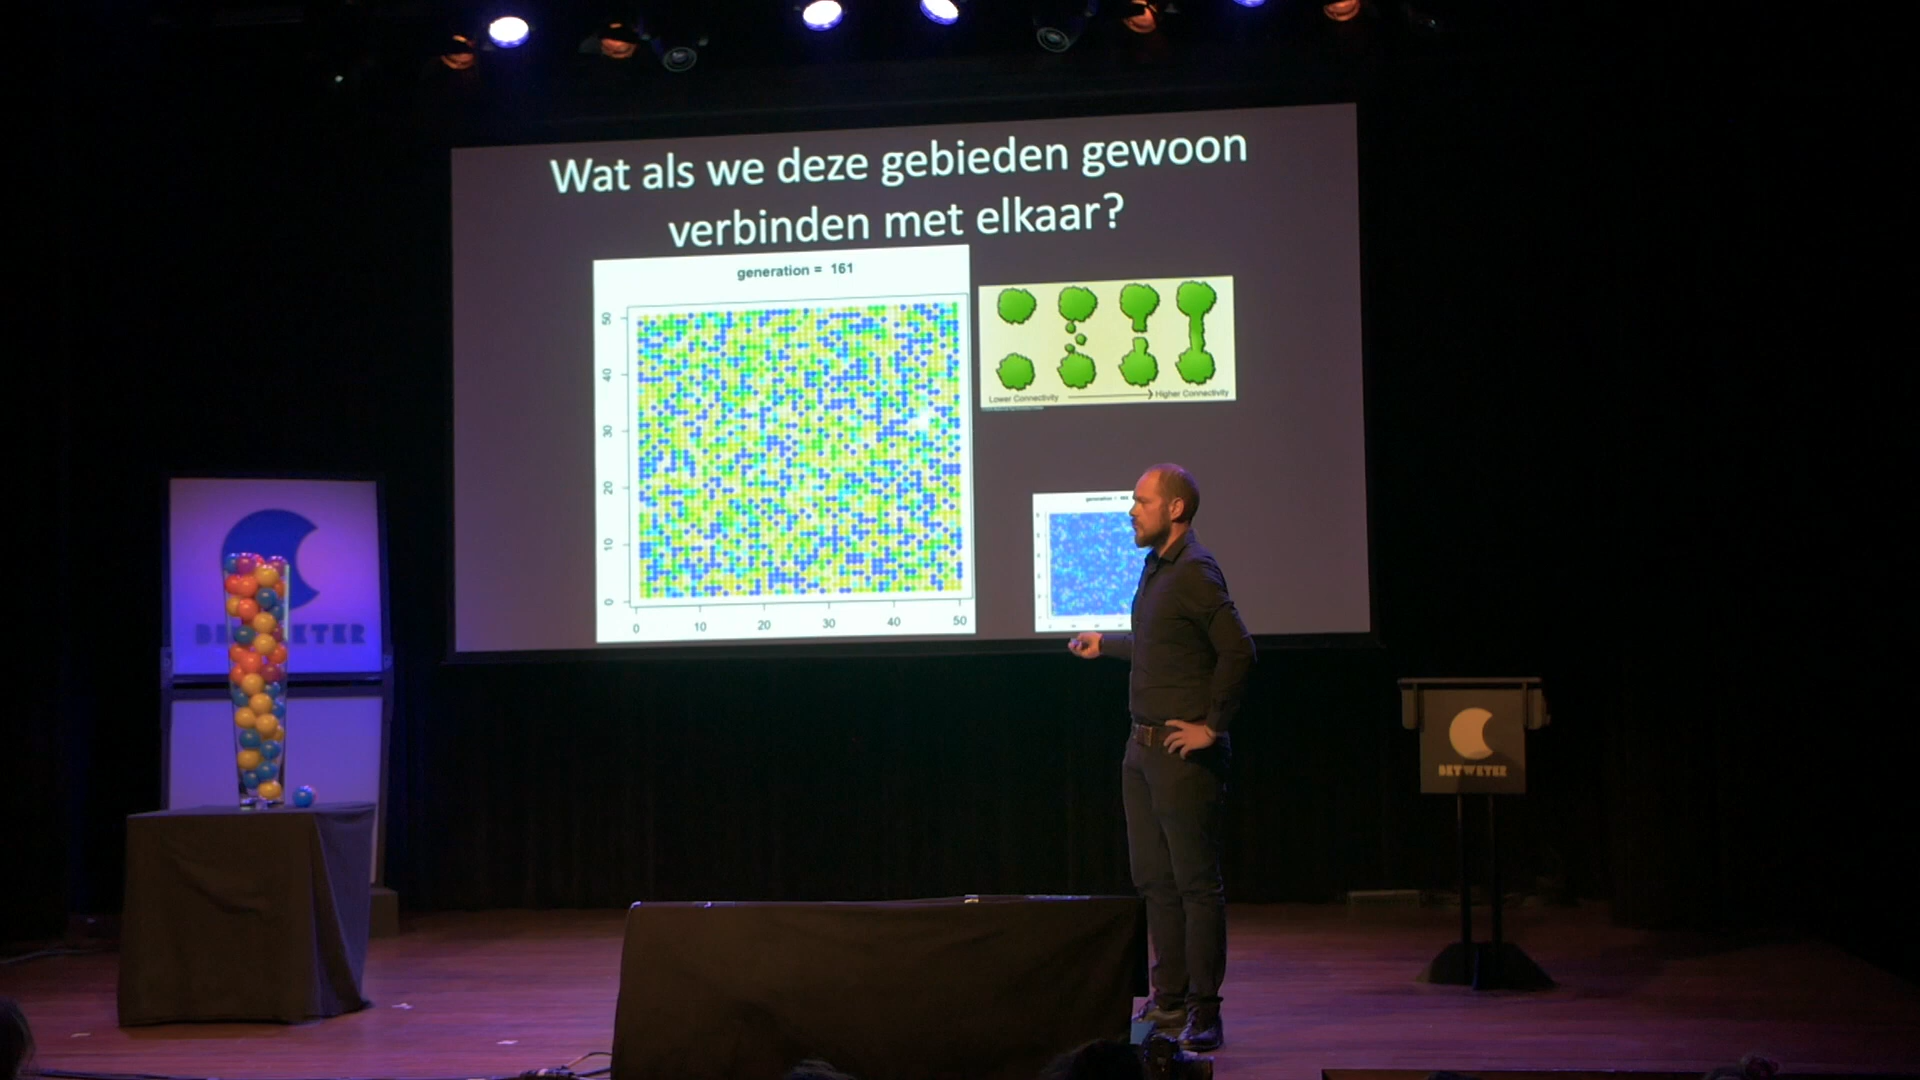 Wat als we deze gebieden gewoon
verbinden met elkaar?
generation = 161
50
40
30
20
10
0
0 10 20 30 40 50
Lower Connectivity Higher Connectivity
generation =
BETWETER